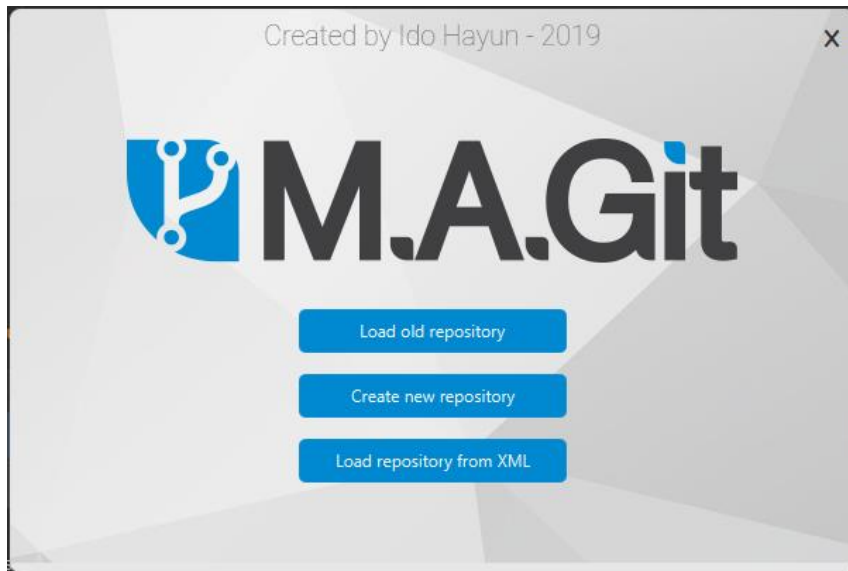 Created by Ido Hayun - 2019
X
M.A.Git
Load old repository
Create new repository
Load repository from XML